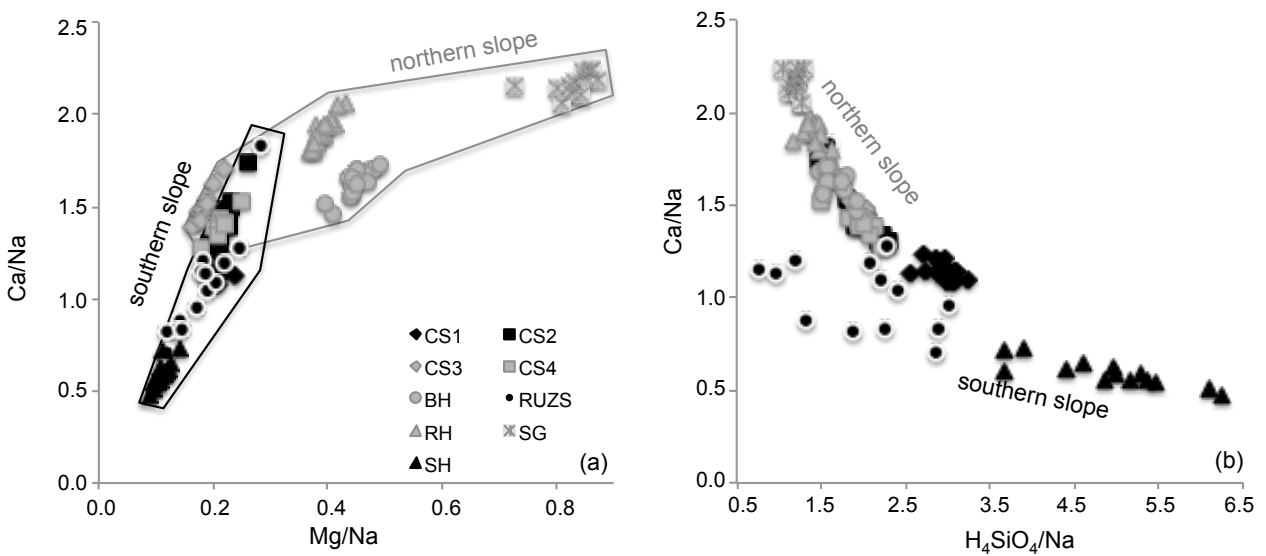 2.5
2.0
1.5
1.0
0.5
0.0
Ca/Na
0.0
0.2
0.4
0.6
0.8
Mg/Na
northern slope
southern slope
CS1
CS2
CS3
CS4
BH
RUZS
RH
SG
SH
(a)
2.5
2.0
1.5
1.0
0.5
0.0
Ca/Na
0.5
1.5
2.5
3.5
4.5
5.5
6.5
H₄SiO₄/Na
northern slope
southern slope
(b)